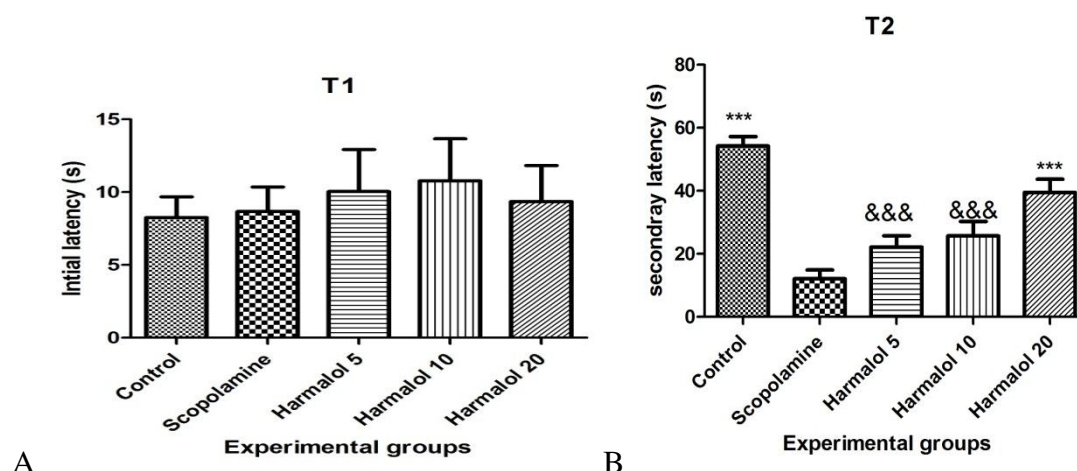 T1
Intial latency (s)
15
10
5
0
Control
Scopolamine
Harmalol 5
Harmalol 10
Harmalol 20
Experimental groups
A
T2
secondray latency (s)
80
60
40
20
0
***
&&&
&&&
***
Control
Scopolamine
Harmalol 5
Harmalol 10
Harmalol 20
Experimental groups
B